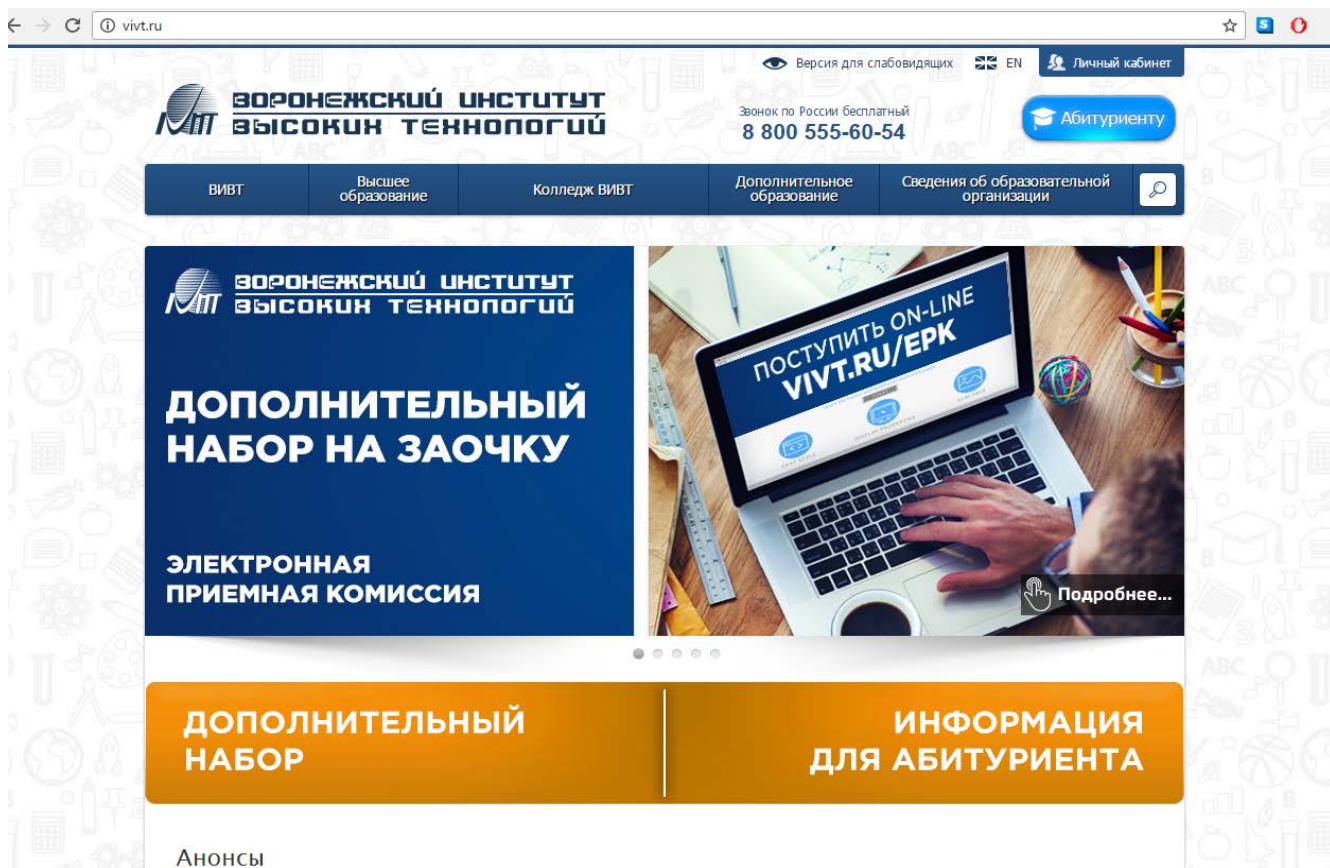 vivt.ru
Версия для слабовидящих
EN
Личный кабинет
ВОРОНЕЖСКИЙ ИНСТИТУТ
ВЫСОКИХ ТЕХНОЛОГИЙ
Звонок по России бесплатный
8 800 555-60-54
Абитуриенту
ВИВТ
Высшее
образование
Колледж ВИВТ
Дополнительное
образование
Сведения об образовательной
организации
ВОРОНЕЖСКИЙ ИНСТИТУТ
ВЫСОКИХ ТЕХНОЛОГИЙ
ДОПОЛНИТЕЛЬНЫЙ
НАБОР НА ЗАОЧКУ
ЭЛЕКТРОННАЯ
ПРИЕМНАЯ КОМИССИЯ
ПОСТУПИТЬ ON-LINE
VIVT.RU/EPK
Подробнее...
ДОПОЛНИТЕЛЬНЫЙ
НАБОР
ИНФОРМАЦИЯ
ДЛЯ АБИТУРИЕНТА
Анонсы